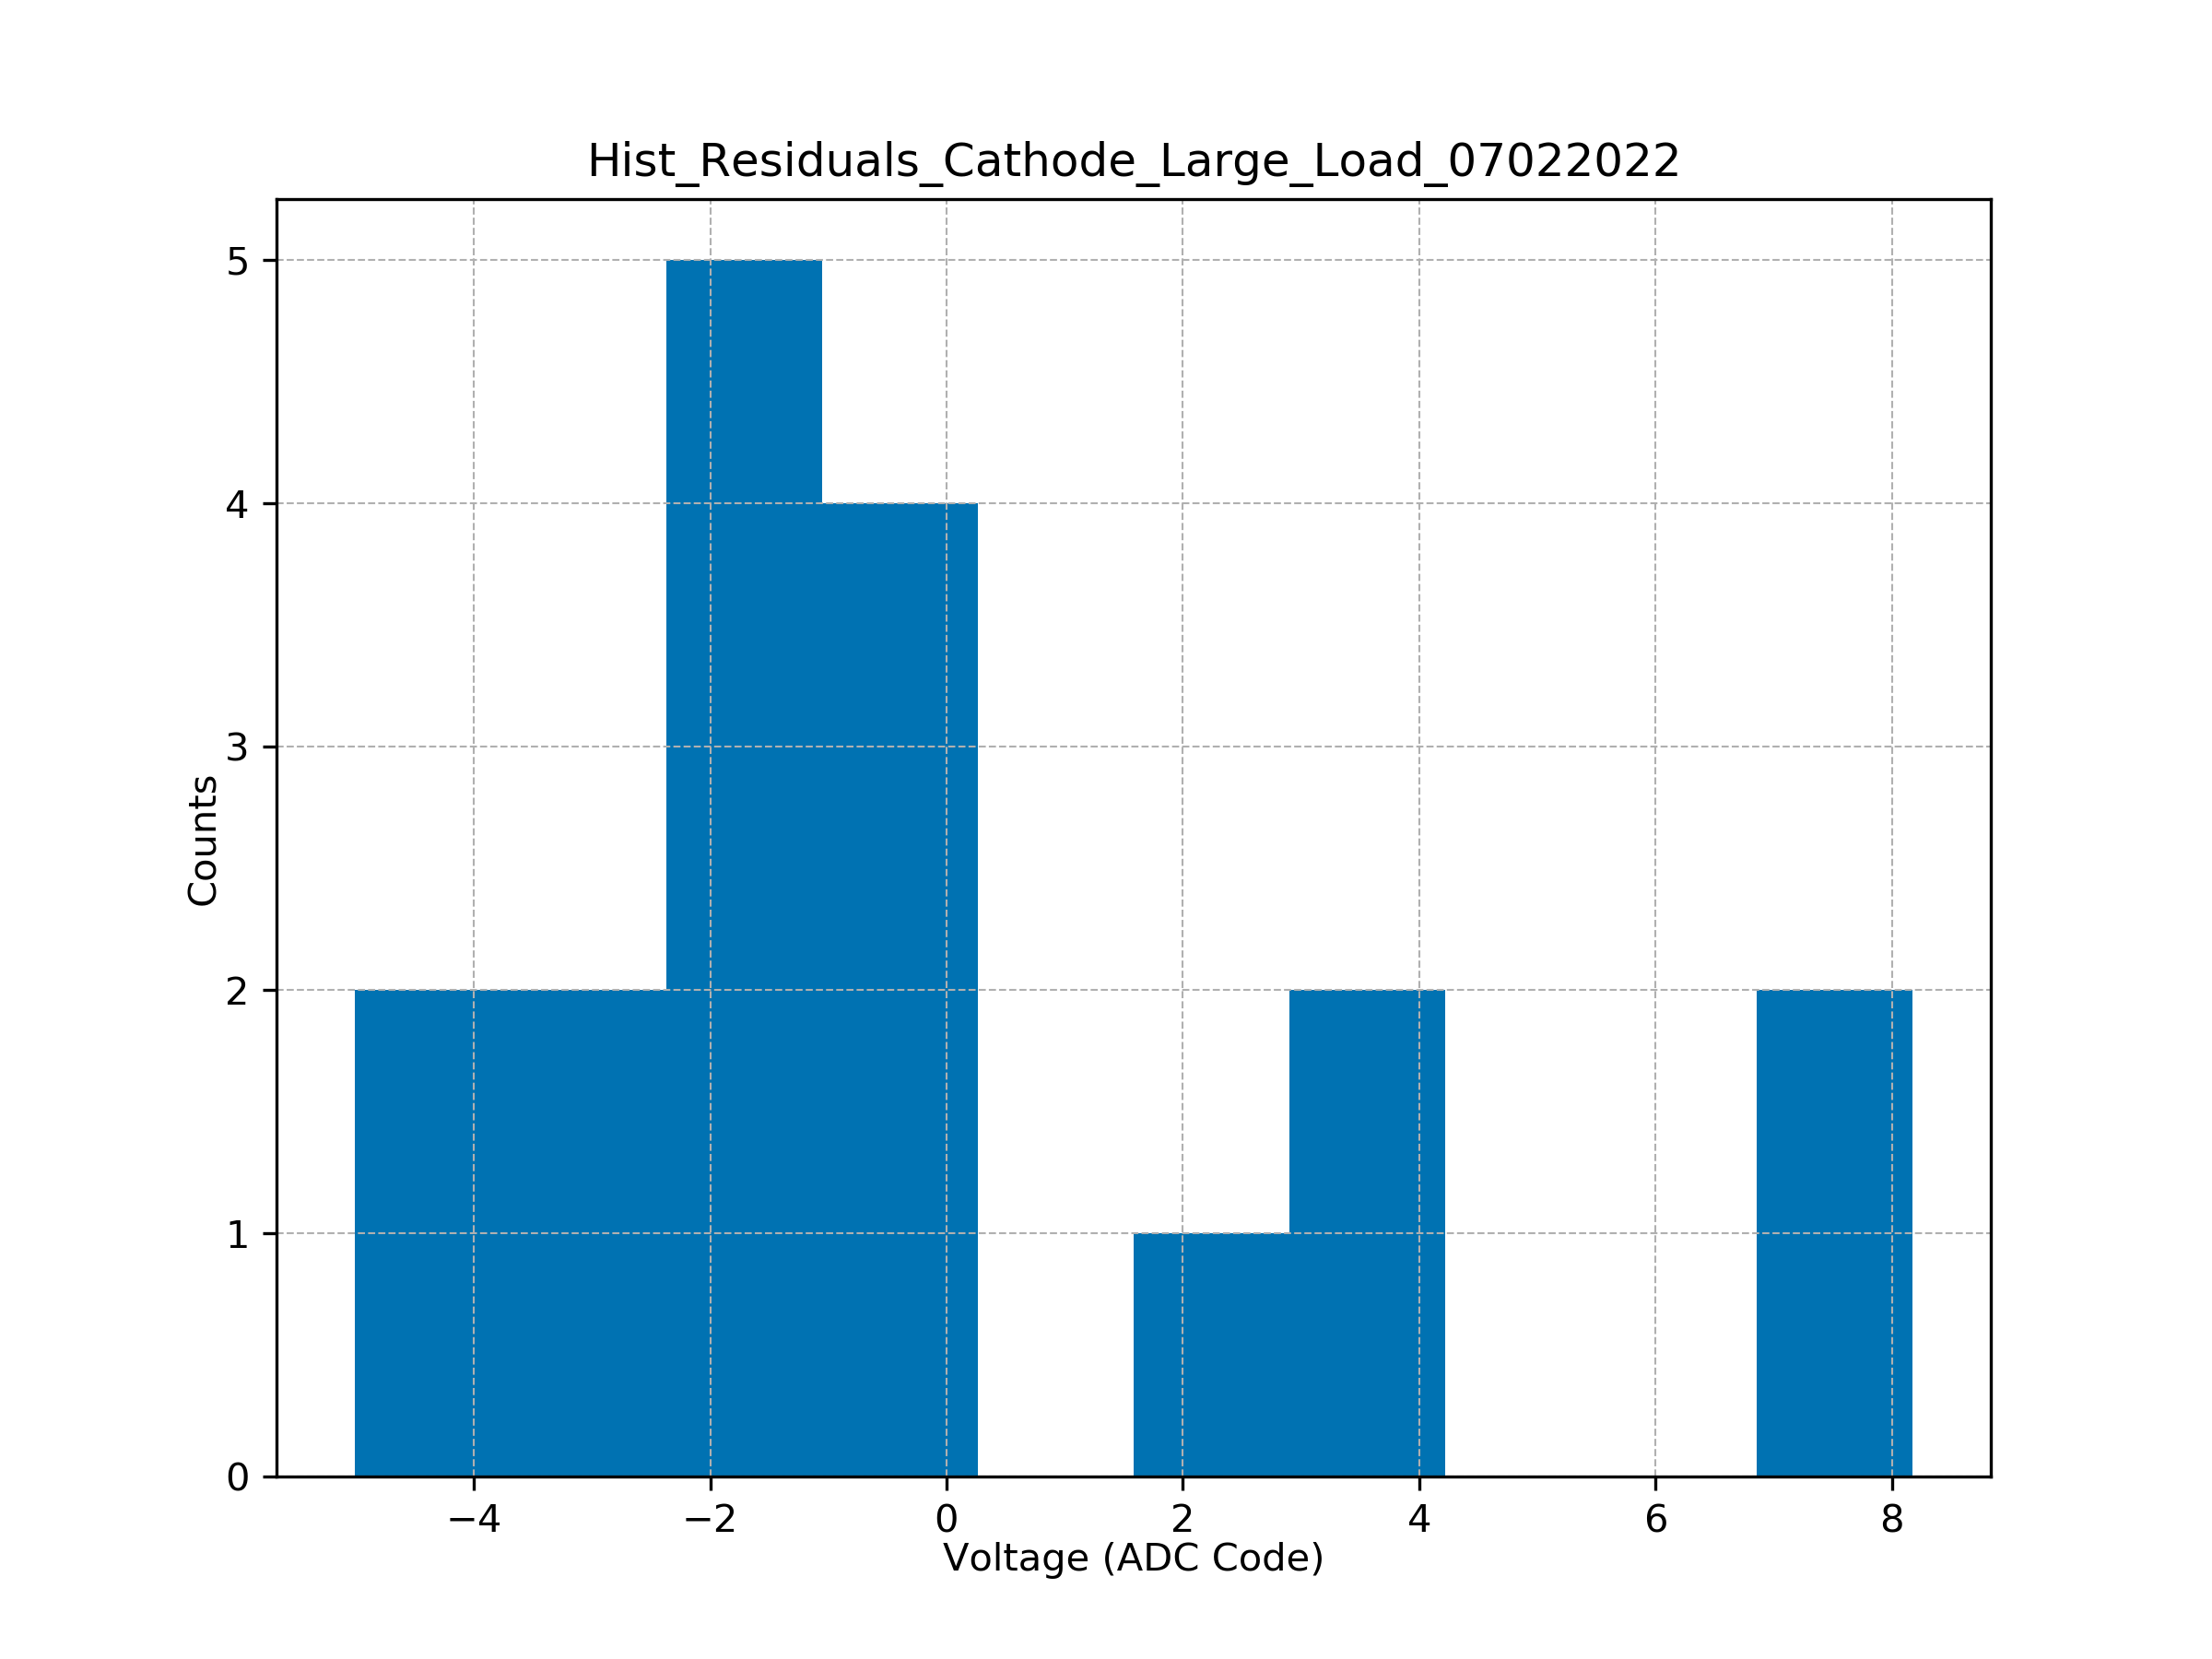 Hist_Residuals_Cathode_Large_Load_07022022
5
4
3
2
1
0
Counts
−4 −2 0 2 4 6 8
Voltage (ADC Code)